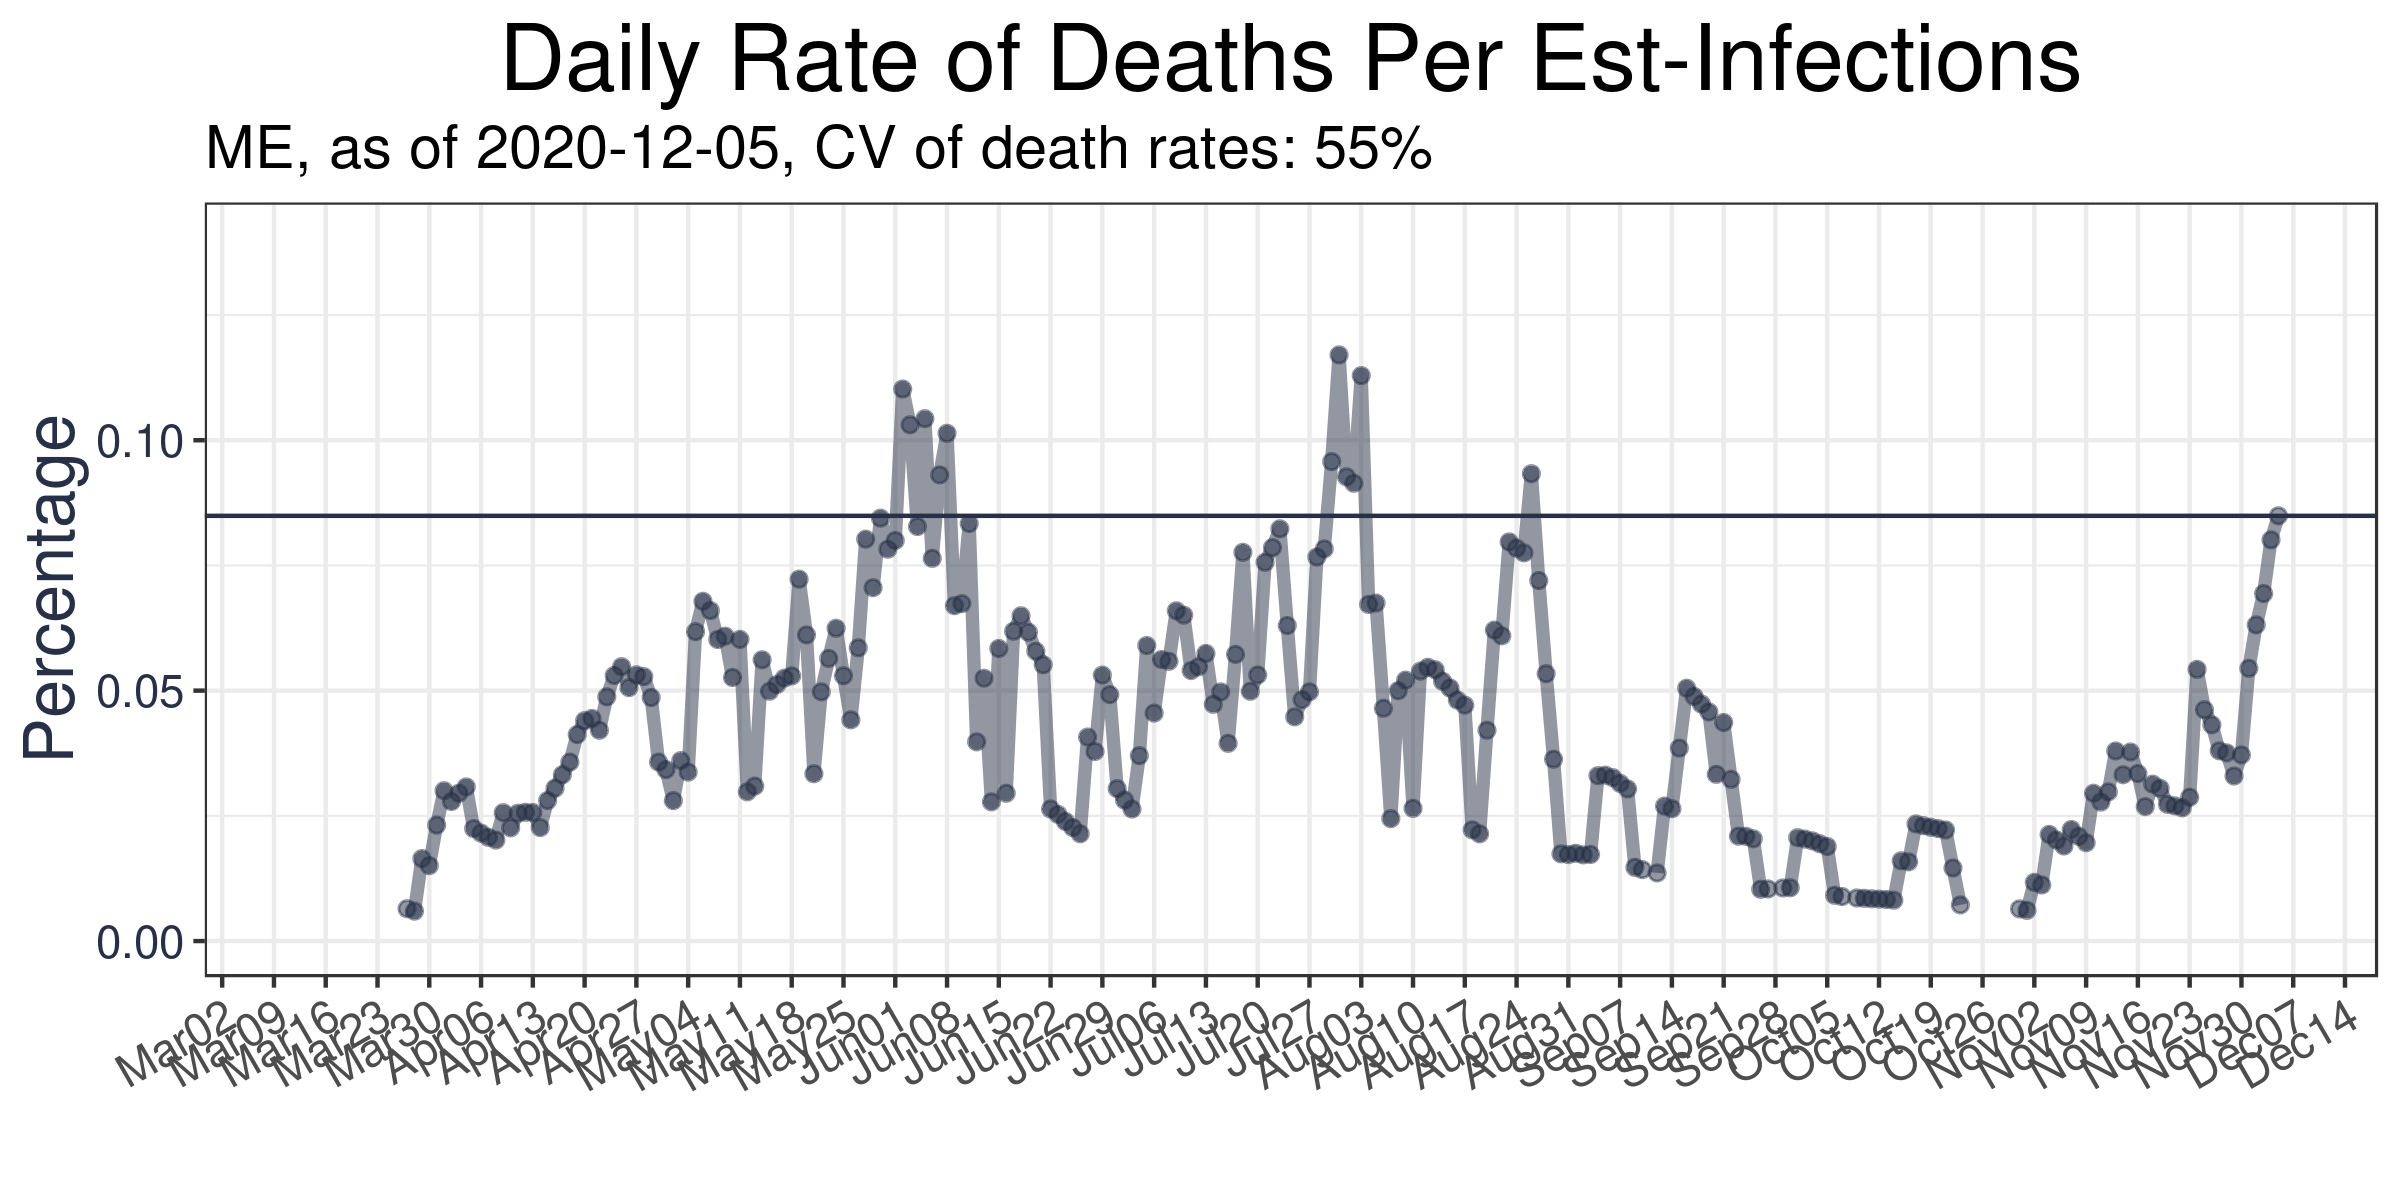 Daily Rate of Deaths Per Est-Infections
ME, as of 2020-12-05, CV of death rates: 55%
Percentage
0.10
0.05
0.00
Mar02 Mar09 Mar16 Mar23 Mar30 Apr06 Apr13 Apr20 Apr27 May04 May11 May18 May25 Jun01 Jun08 Jun15 Jun22 Jun29 Jul06 Jul13 Jul20 Jul27 Aug03 Aug10 Aug17 Aug24 Aug31 Sep07 Sep14 Sep21 Sep28 Oct05 Oct12 Oct19 Oct26 Nov02 Nov09 Nov16 Nov23 Nov30 Dec07 Dec14